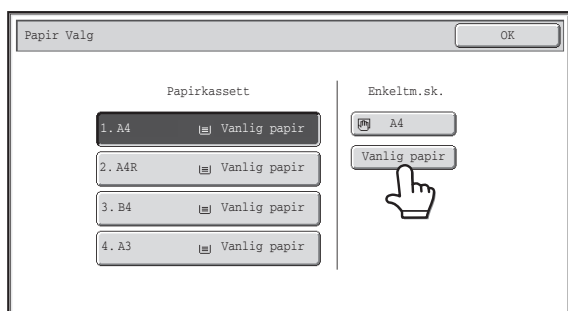 Papir Valg
OK
Papirkassett
1. A4 Vanlig papir
2. A4R Vanlig papir
3. B4 Vanlig papir
4. A3 Vanlig papir
Enkeltm.sk.
A4
Vanlig papir